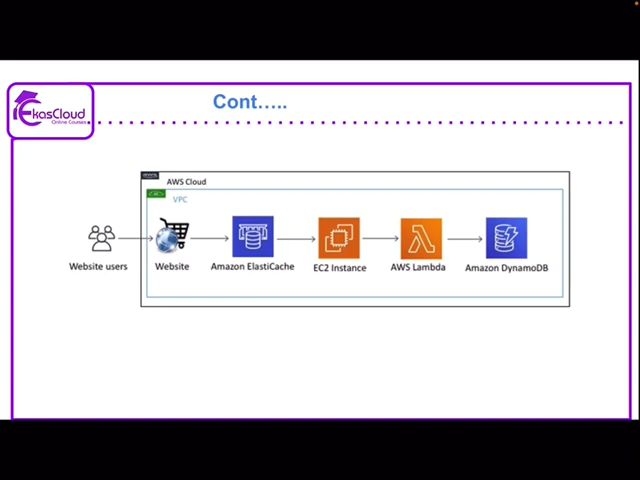 EkasCloud
Online Courses
Cont…..
AWS Cloud
VPC
Website users
Website
Amazon ElastiCache
EC2 Instance
AWS Lambda
Amazon DynamoDB